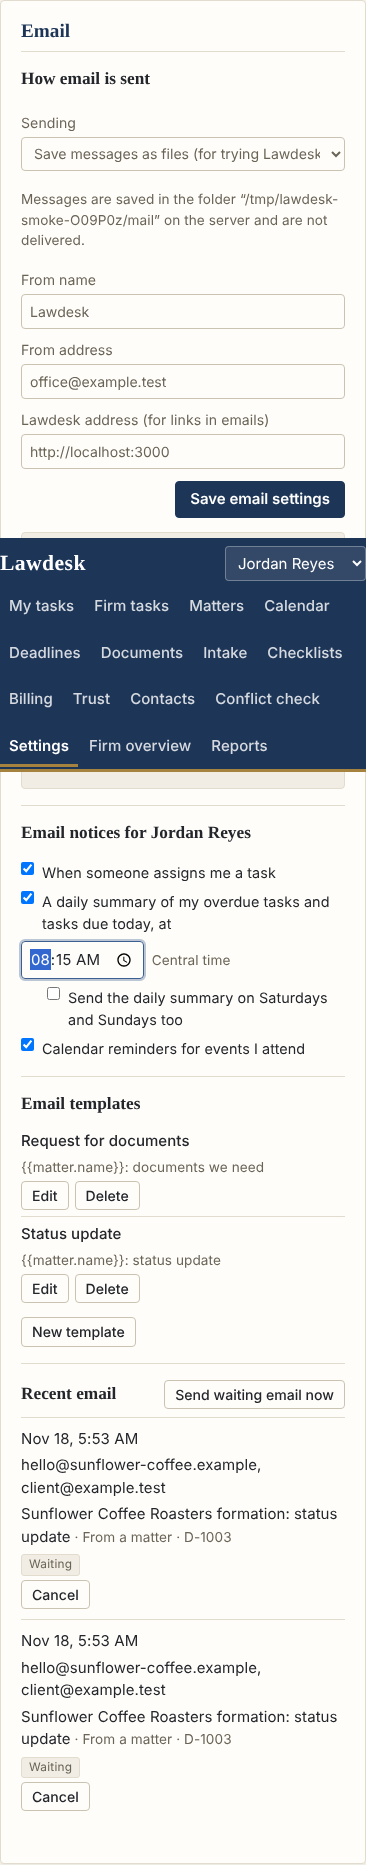 Email
How email is sent
Sending
Save messages as files (for trying Lawdesk
Messages are saved in the folder “/tmp/lawdesk-
smoke-O09P0z/mail” on the server and are not
delivered.
From name
Lawdesk
From address
office@example.test
Lawdesk address (for links in emails)
http://localhost:3000
Save email settings
Lawdesk
Jordan Reyes
My tasks Firm tasks Matters Calendar
Deadlines Documents Intake Checklists
Billing Trust Contacts Conflict check
Settings Firm overview Reports
Email notices for Jordan Reyes
When someone assigns me a task
A daily summary of my overdue tasks and
tasks due today, at
08:15 AM Central time
Send the daily summary on Saturdays
and Sundays too
Calendar reminders for events I attend
Email templates
Request for documents
{{matter.name}}: documents we need
Edit Delete
Status update
{{matter.name}}: status update
Edit Delete
New template
Recent email Send waiting email now
Nov 18, 5:53 AM
hello@sunflower-coffee.example,
client@example.test
Sunflower Coffee Roasters formation: status
update · From a matter · D-1003
Waiting
Cancel
Nov 18, 5:53 AM
hello@sunflower-coffee.example,
client@example.test
Sunflower Coffee Roasters formation: status
update · From a matter · D-1003
Waiting
Cancel